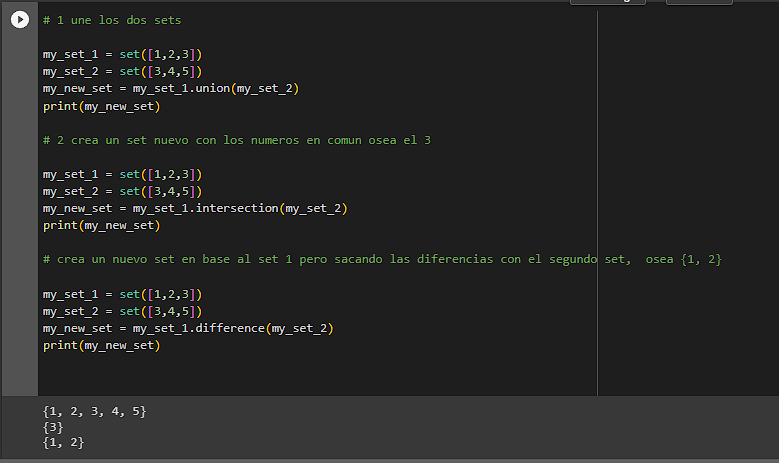 # 1 une los dos sets
my_set_1 = set([1,2,3])
my_set_2 = set([3,4,5])
my_new_set = my_set_1.union(my_set_2)
print(my_new_set)
# 2 crea un set nuevo con los numeros en comun osea el 3
my_set_1 = set([1,2,3])
my_set_2 = set([3,4,5])
my_new_set = my_set_1.intersection(my_set_2)
print(my_new_set)
# crea un nuevo set en base al set 1 pero sacando las diferencias con el segundo set,  osea {1, 2}
my_set_1 = set([1,2,3])
my_set_2 = set([3,4,5])
my_new_set = my_set_1.difference(my_set_2)
print(my_new_set)
{1, 2, 3, 4, 5}
{3}
{1, 2}